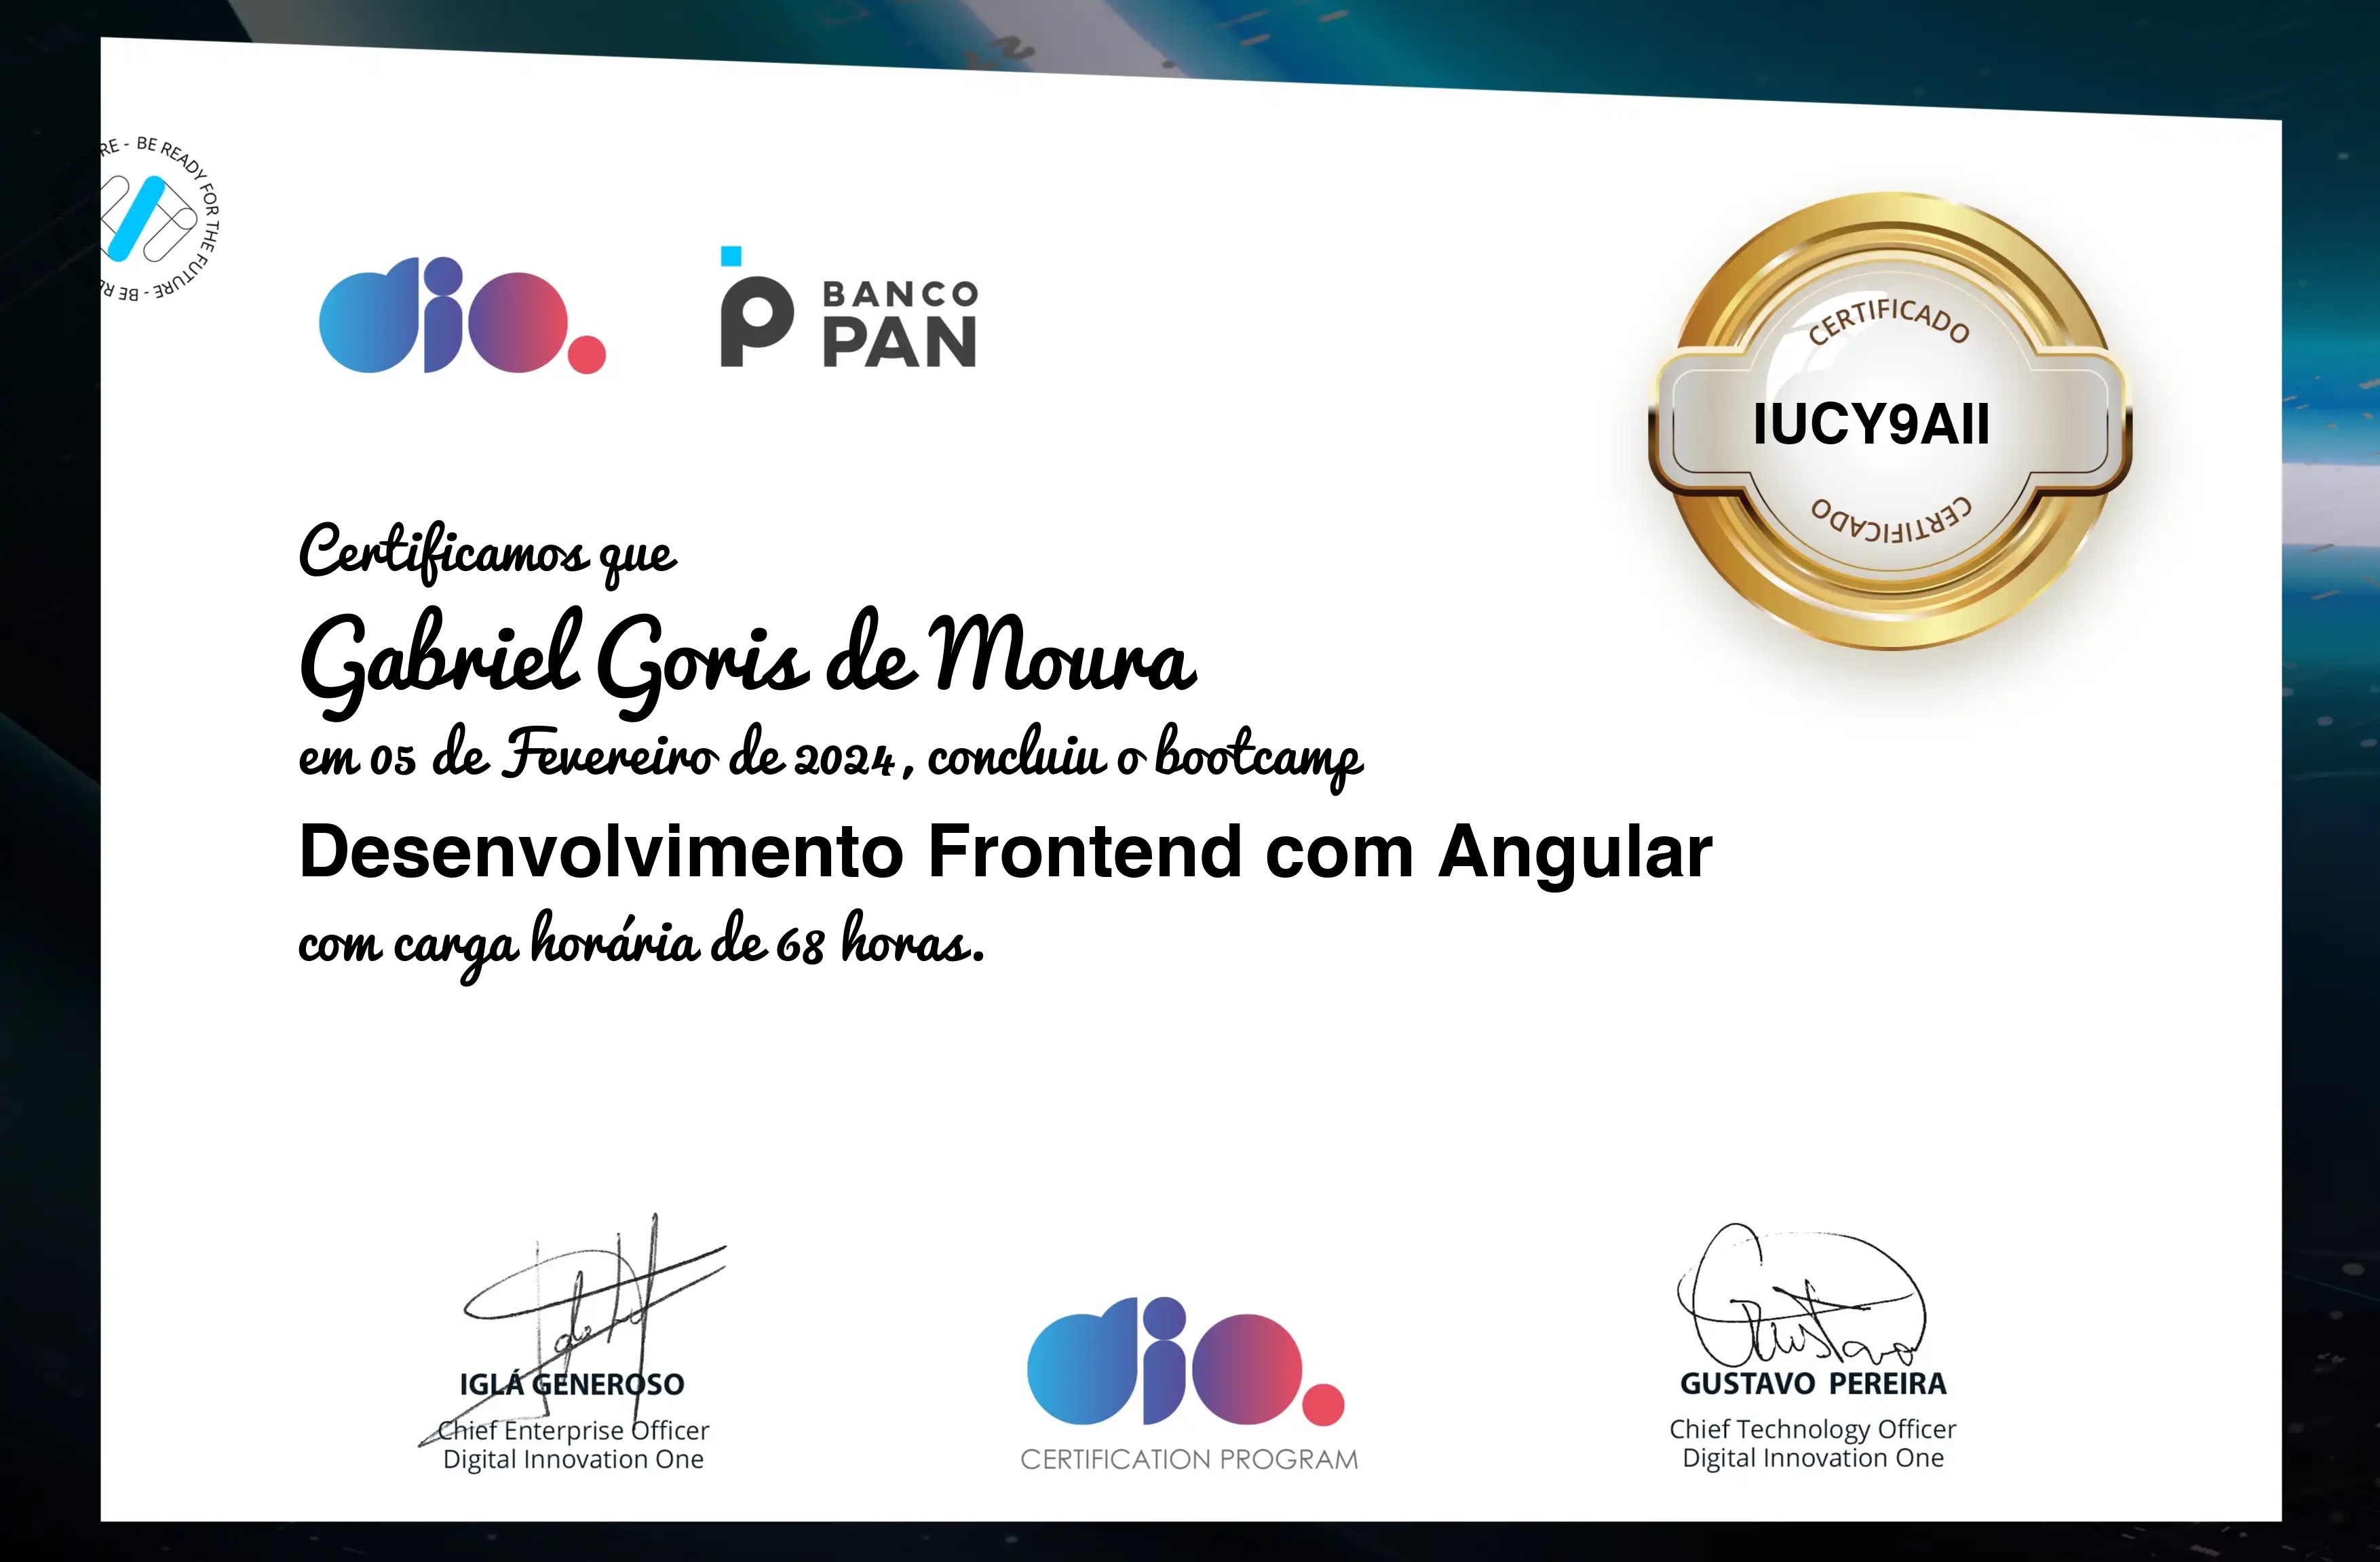 RE - BE READY FOR THE FUTURE - BE RE
dio.
BANCO
PAN
CERTIFICADO
IUCY9AII
CERTIFICADO
Certificamos que
Gabriel Goris de Moura
em 05 de Fevereiro de 2024, concluiu o bootcamp
Desenvolvimento Frontend com Angular
com carga horária de 68 horas.
IGLÁ GENEROSO
Chief Enterprise Officer
Digital Innovation One
dio.
CERTIFICATION PROGRAM
Gustavo
GUSTAVO PEREIRA
Chief Technology Officer
Digital Innovation One